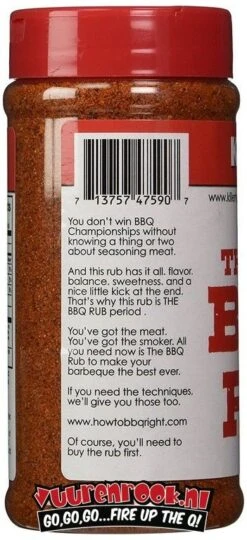 7 13757 47590 7
www.kille
You don't win BBQ
Championships without
knowing a thing or two
about seasoning meat.
And this rub has it all. flavor,
balance, sweetness, and a
nice little kick at the end.
That's why this rub is THE
BBQ RUB period .
You've got the meat.
You've got the smoker. All
you need now is The BBQ
Rub to make your
barbeque the best ever.
If you need the techniques,
we'll give you those too.
www.howtobbqright.com
Of course, you'll need to
buy the rub first.
Vuurenrook.nl
GO,GO,GO...FIRE UP THE Q!